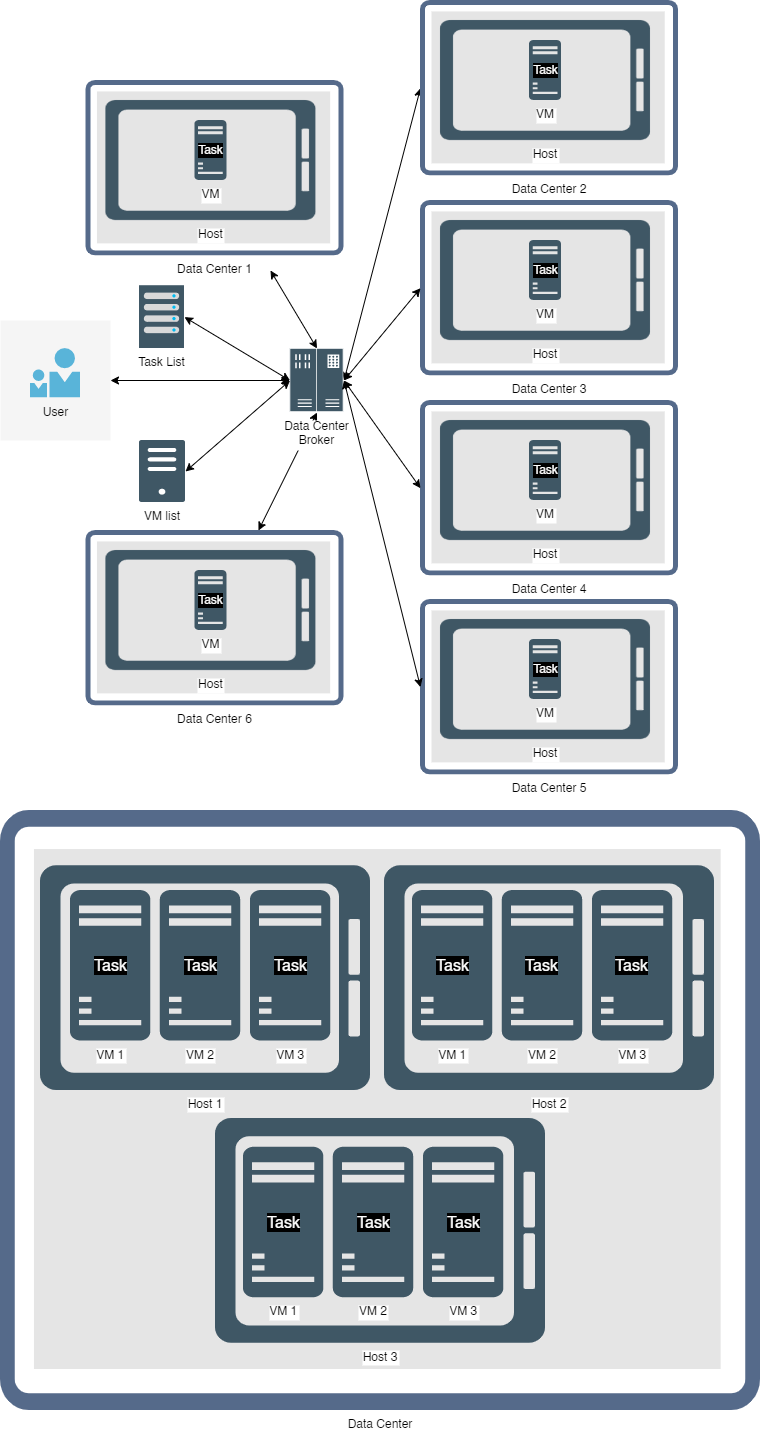 Task
VM
Host
Data Center 1
Task
VM
Host
Data Center 2
Task
VM
Host
Data Center 3
Task List
User
Data Center
Broker
VM list
Task
VM
Host
Data Center 4
Task
VM
Host
Data Center 6
Task
VM
Host
Data Center 5
Task Task Task
VM 1 VM 2 VM 3
Host 1
Task Task Task
VM 1 VM 2 VM 3
Host 2
Task Task Task
VM 1 VM 2 VM 3
Host 3
Data Center